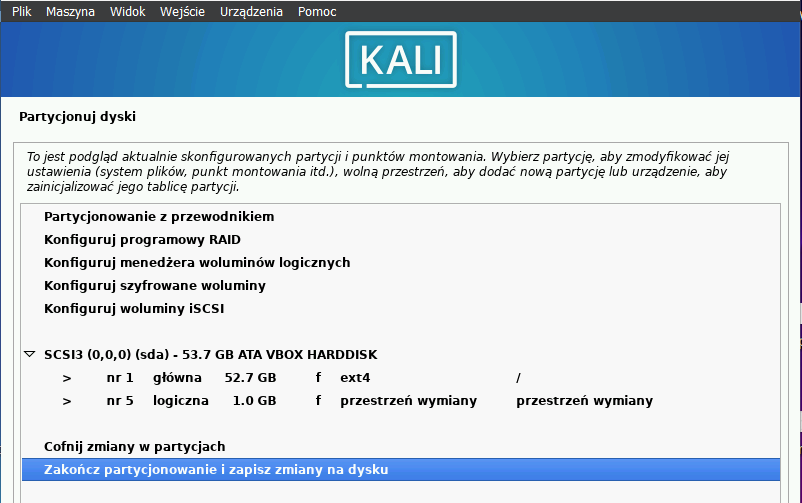 Plik Maszyna Widok Wejście Urządzenia Pomoc
KALI
Partycjonuj dyski
To jest podgląd aktualnie skonfigurowanych partycji i punktów montowania. Wybierz partycję, aby zmodyfikować jej
ustawienia (system plików, punkt montowania itd.), wolną przestrzeń, aby dodać nową partycję lub urządzenie, aby
zainicjalizować jego tablicę partycji.
Partycjonowanie z przewodnikiem
Konfiguruj programowy RAID
Konfiguruj menedżera woluminów logicznych
Konfiguruj szyfrowane woluminy
Konfiguruj woluminy iSCSI
SCSI3 (0,0,0) (sda) - 53.7 GB ATA VBOX HARDDISK
> nr 1 główna 52.7 GB f ext4 /
> nr 5 logiczna 1.0 GB f przestrzeń wymiany przestrzeń wymiany
Cofnij zmiany w partycjach
Zakończ partycjonowanie i zapisz zmiany na dysku